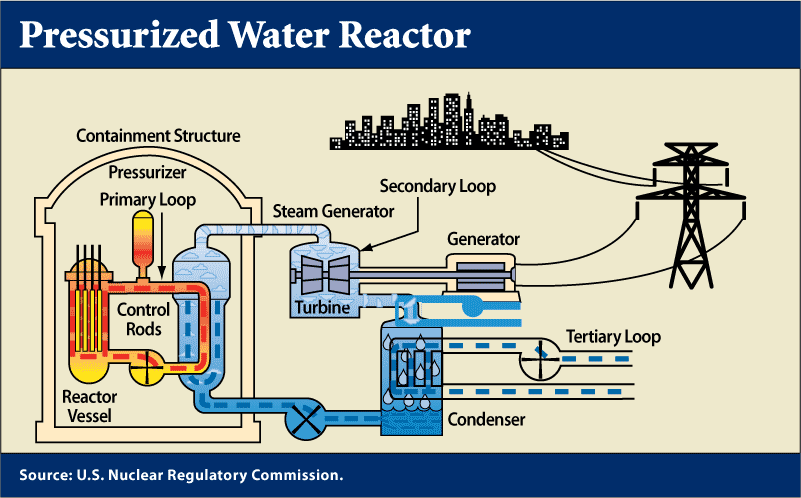 Pressurized Water Reactor
Containment Structure
Pressurizer
Primary Loop
Secondary Loop
Steam Generator
Generator
Turbine
Control
Rods
Tertiary Loop
Reactor
Vessel
Condenser
Source: U.S. Nuclear Regulatory Commission.